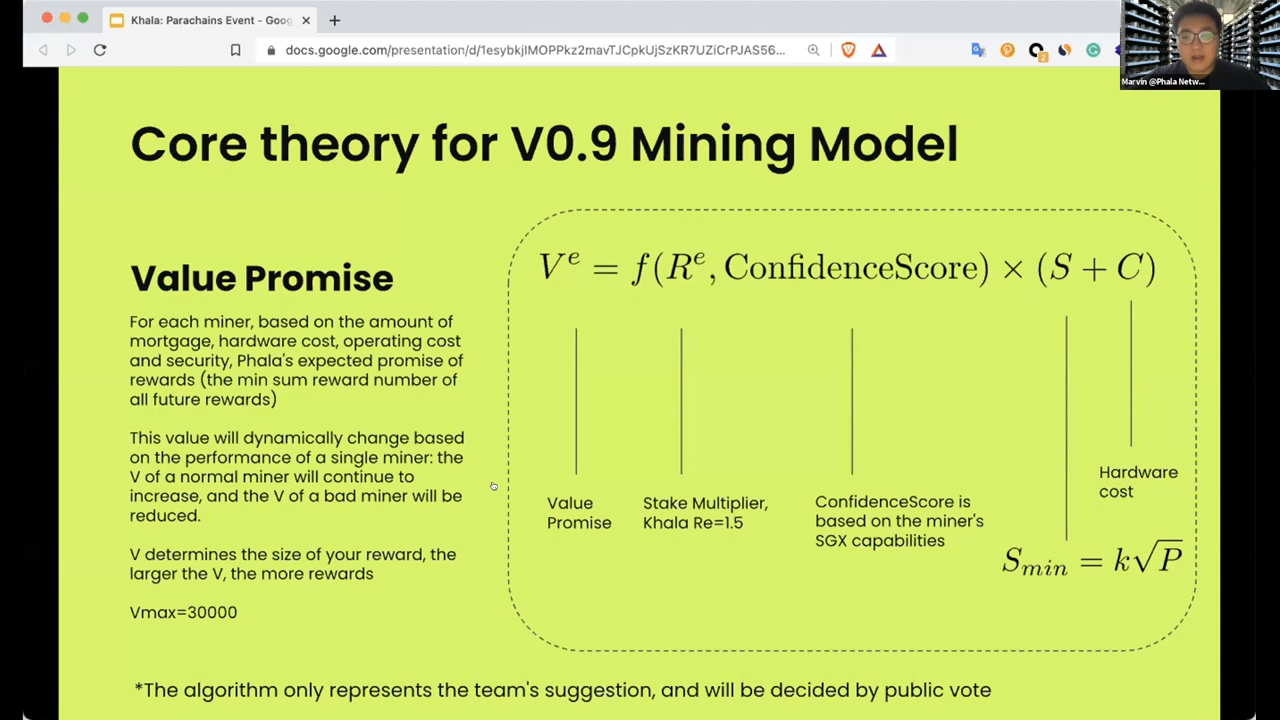 Khala: Parachains Event - Goog
docs.google.com/presentation/d/1esybkjlMOPPkz2mavTJCpkUjSzKR7UZiCrPJAS56...
Marvin @Phala Netw...
Core theory for V0.9 Mining Model
Value Promise
For each miner, based on the amount of
mortgage, hardware cost, operating cost
and security, Phala's expected promise of
rewards (the min sum reward number of
all future rewards)
This value will dynamically change based
on the performance of a single miner: the
V of a normal miner will continue to
increase, and the V of a bad miner will be
reduced.
V determines the size of your reward, the
larger the V, the more rewards
Vmax=30000
V^e = f(R^e, ConfidenceScore) × (S + C)
Value
Promise
Stake Multiplier,
Khala Re=1.5
ConfidenceScore is
based on the miner's
SGX capabilities
Hardware
cost
S_min = k√P
*The algorithm only represents the team's suggestion, and will be decided by public vote